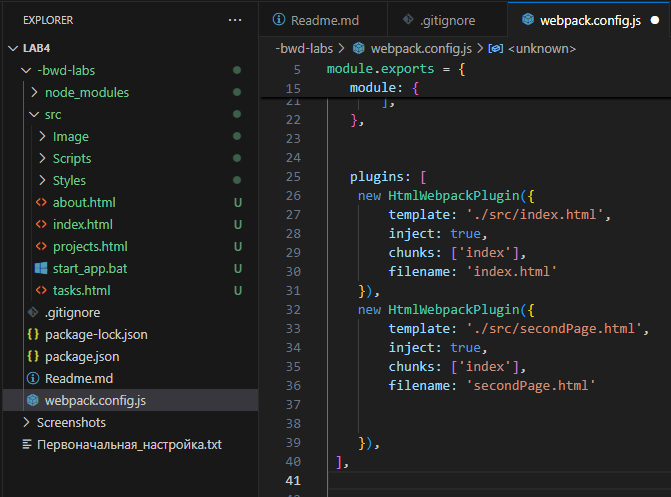 EXPLORER
···
LAB4
-bwd-labs
node_modules
src
Image
Scripts
Styles
<> about.html U
<> index.html U
<> projects.html U
start_app.bat U
<> tasks.html U
.gitignore
{} package-lock.json
{} package.json
Readme.md
webpack.config.js
Screenshots
Первоначальная_настройка.txt
Readme.md
.gitignore
webpack.config.js
-bwd-labs > webpack.config.js > <unknown>
5 module.exports = {
15 module: {
21 ],
22 },
23
24
25 plugins: [
26 new HtmlWebpackPlugin({
27 template: './src/index.html',
28 inject: true,
29 chunks: ['index'],
30 filename: 'index.html'
31 }),
32 new HtmlWebpackPlugin({
33 template: './src/secondPage.html',
34 inject: true,
35 chunks: ['index'],
36 filename: 'secondPage.html'
37
38
39 }),
40 ],
41